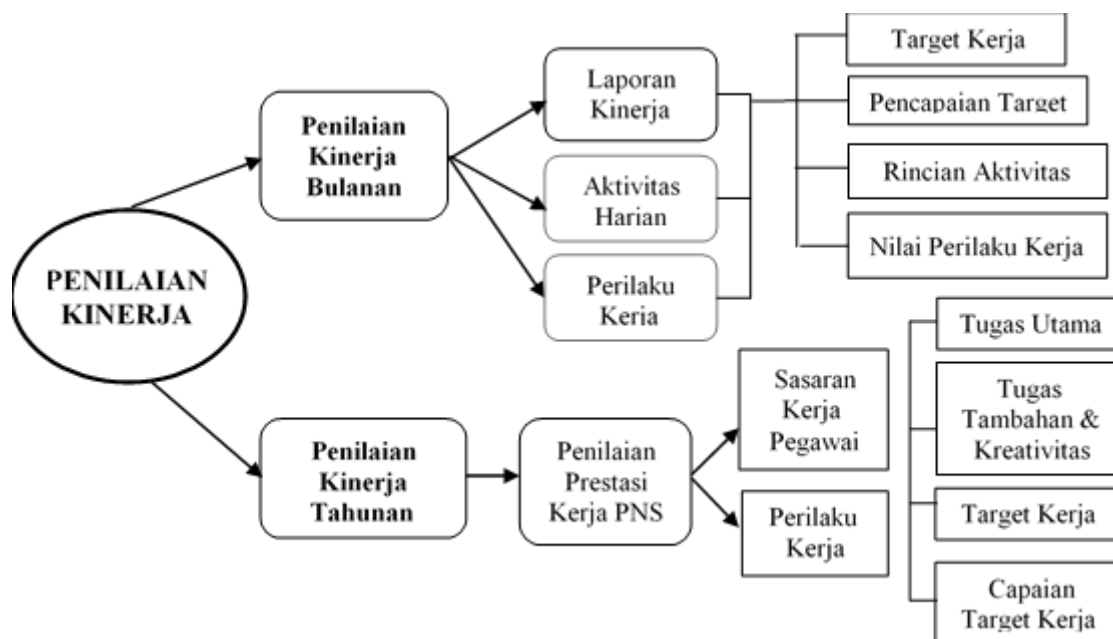 PENILAIAN
KINERJA
Penilaian
Kinerja
Bulanan
Laporan
Kinerja
Aktivitas
Harian
Perilaku
Keria
Target Kerja
Pencapaian Target
Rincian Aktivitas
Nilai Perilaku Kerja
Penilaian
Kinerja
Tahunan
Penilaian
Prestasi
Kerja PNS
Sasaran
Kerja
Pegawai
Perilaku
Kerja
Tugas Utama
Tugas
Tambahan &
Kreativitas
Target Kerja
Capaian
Target Kerja